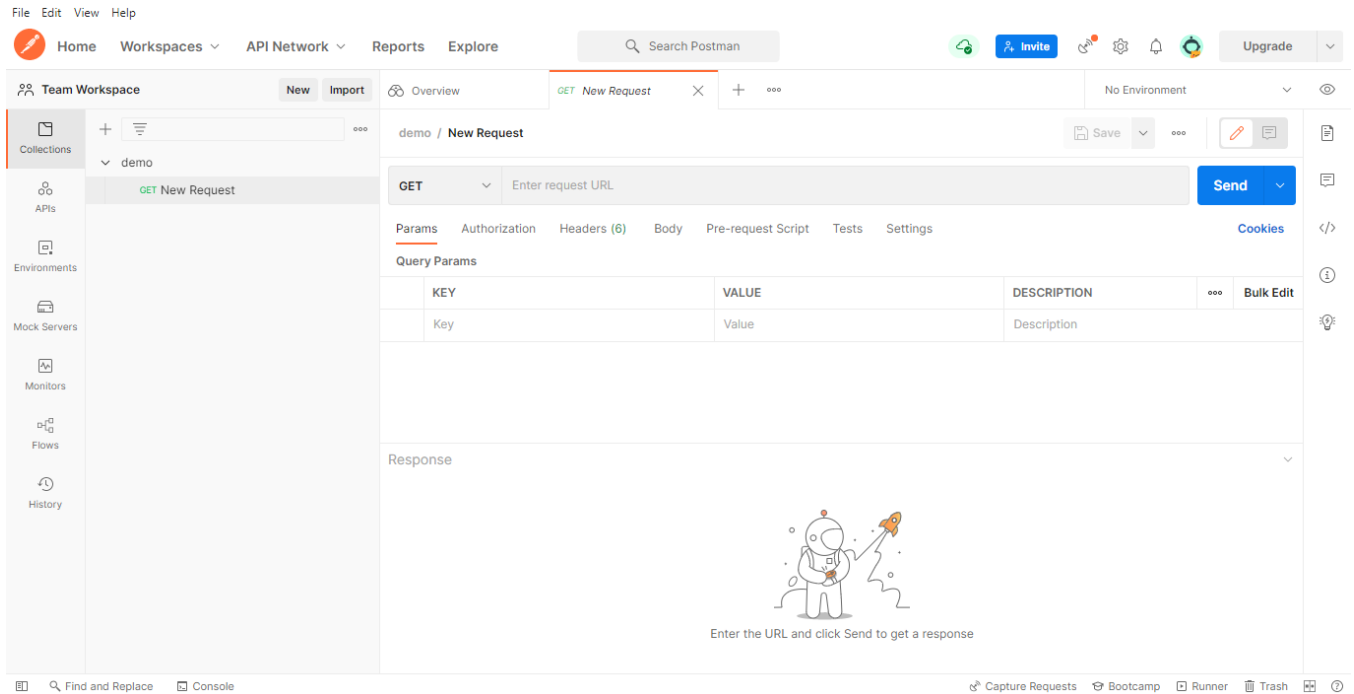 File Edit View Help
Home Workspaces API Network Reports Explore Search Postman Invite Upgrade
Team Workspace New Import Overview GET New Request No Environment
Collections
demo / New Request Save
demo
GET New Request
GET Enter request URL Send
APIs
Params Authorization Headers (6) Body Pre-request Script Tests Settings Cookies
Query Params
Environments
KEY VALUE DESCRIPTION Bulk Edit
Key Value Description
Mock Servers
Monitors
Flows
Response
History
Enter the URL and click Send to get a response
Find and Replace Console Capture Requests Bootcamp Runner Trash